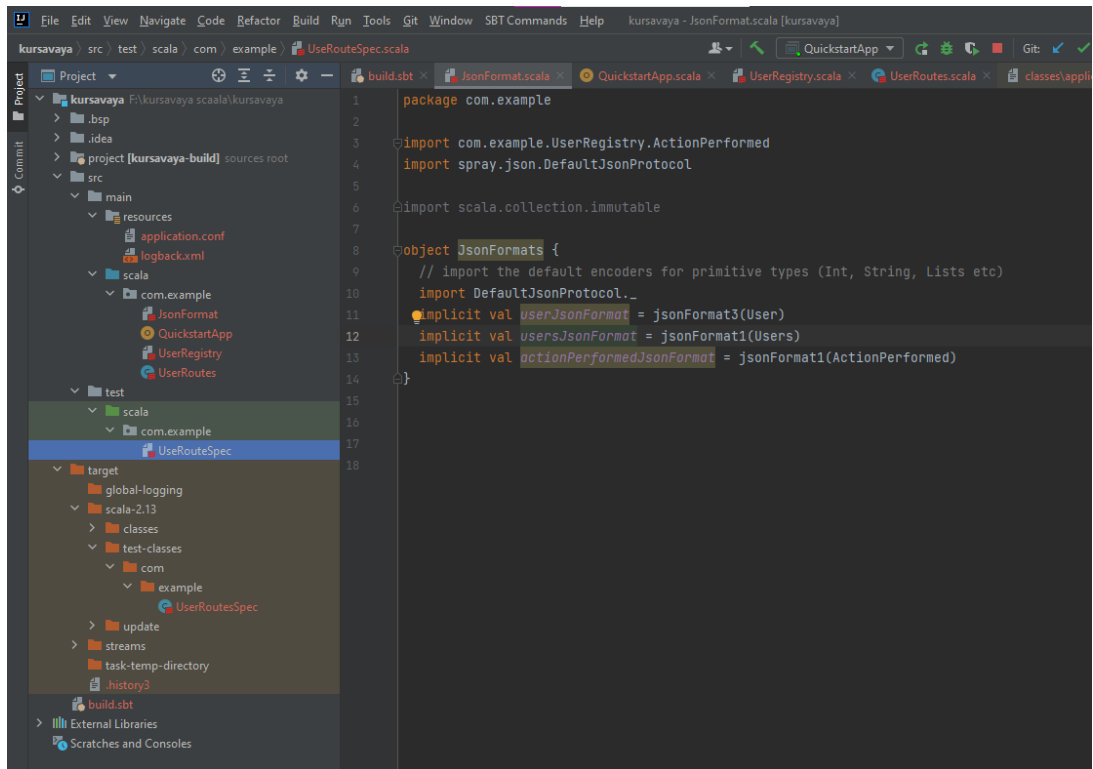 File Edit View Navigate Code Refactor Build Run Tools Git Window SBT Commands Help kursavaya - JsonFormat.scala [kursavaya]
kursavaya src test scala com example UseRouteSpec.scala QuickstartApp Git:
Project build.sbt JsonFormat.scala QuickstartApp.scala UserRegistry.scala UserRoutes.scala classes\appli
Project
Commit
kursavaya F:\kursavaya scaala\kursavaya
.bsp
.idea
project [kursavaya-build] sources root
src
main
resources
application.conf
logback.xml
scala
com.example
JsonFormat
QuickstartApp
UserRegistry
UserRoutes
test
scala
com.example
UseRouteSpec
target
global-logging
scala-2.13
classes
test-classes
com
example
UserRoutesSpec
update
streams
task-temp-directory
.history3
build.sbt
External Libraries
Scratches and Consoles
1 package com.example
2
3 import com.example.UserRegistry.ActionPerformed
4 import spray.json.DefaultJsonProtocol
5
6 import scala.collection.immutable
7
8 object JsonFormats {
9 // import the default encoders for primitive types (Int, String, Lists etc)
10 import DefaultJsonProtocol._
11 implicit val userJsonFormat = jsonFormat3(User)
12 implicit val usersJsonFormat = jsonFormat1(Users)
13 implicit val actionPerformedJsonFormat = jsonFormat1(ActionPerformed)
14 }
15
16
17
18